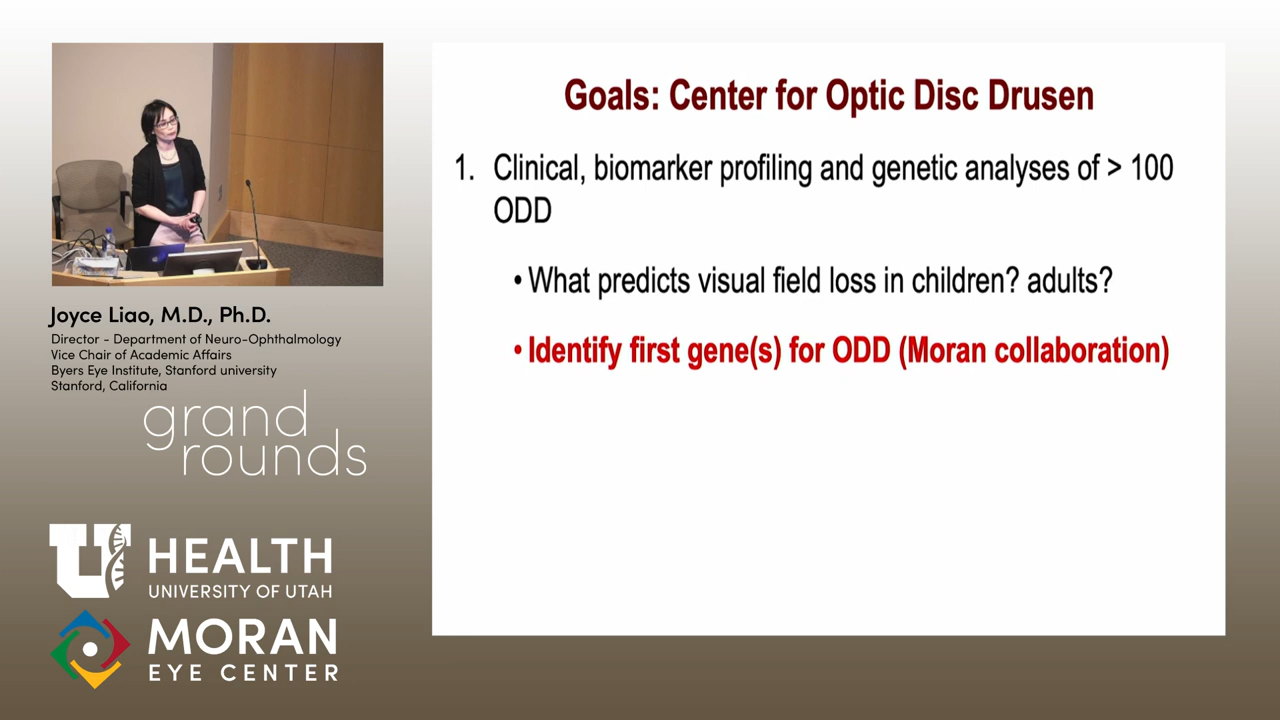 Goals: Center for Optic Disc Drusen
1. Clinical, biomarker profiling and genetic analyses of > 100
ODD
• What predicts visual field loss in children? adults?
• Identify first gene(s) for ODD (Moran collaboration)
Joyce Liao, M.D., Ph.D.
Director - Department of Neuro-Ophthalmology
Vice Chair of Academic Affairs
Byers Eye Institute, Stanford university
Stanford, California
grand
rounds
U HEALTH
UNIVERSITY OF UTAH
MORAN
EYE CENTER